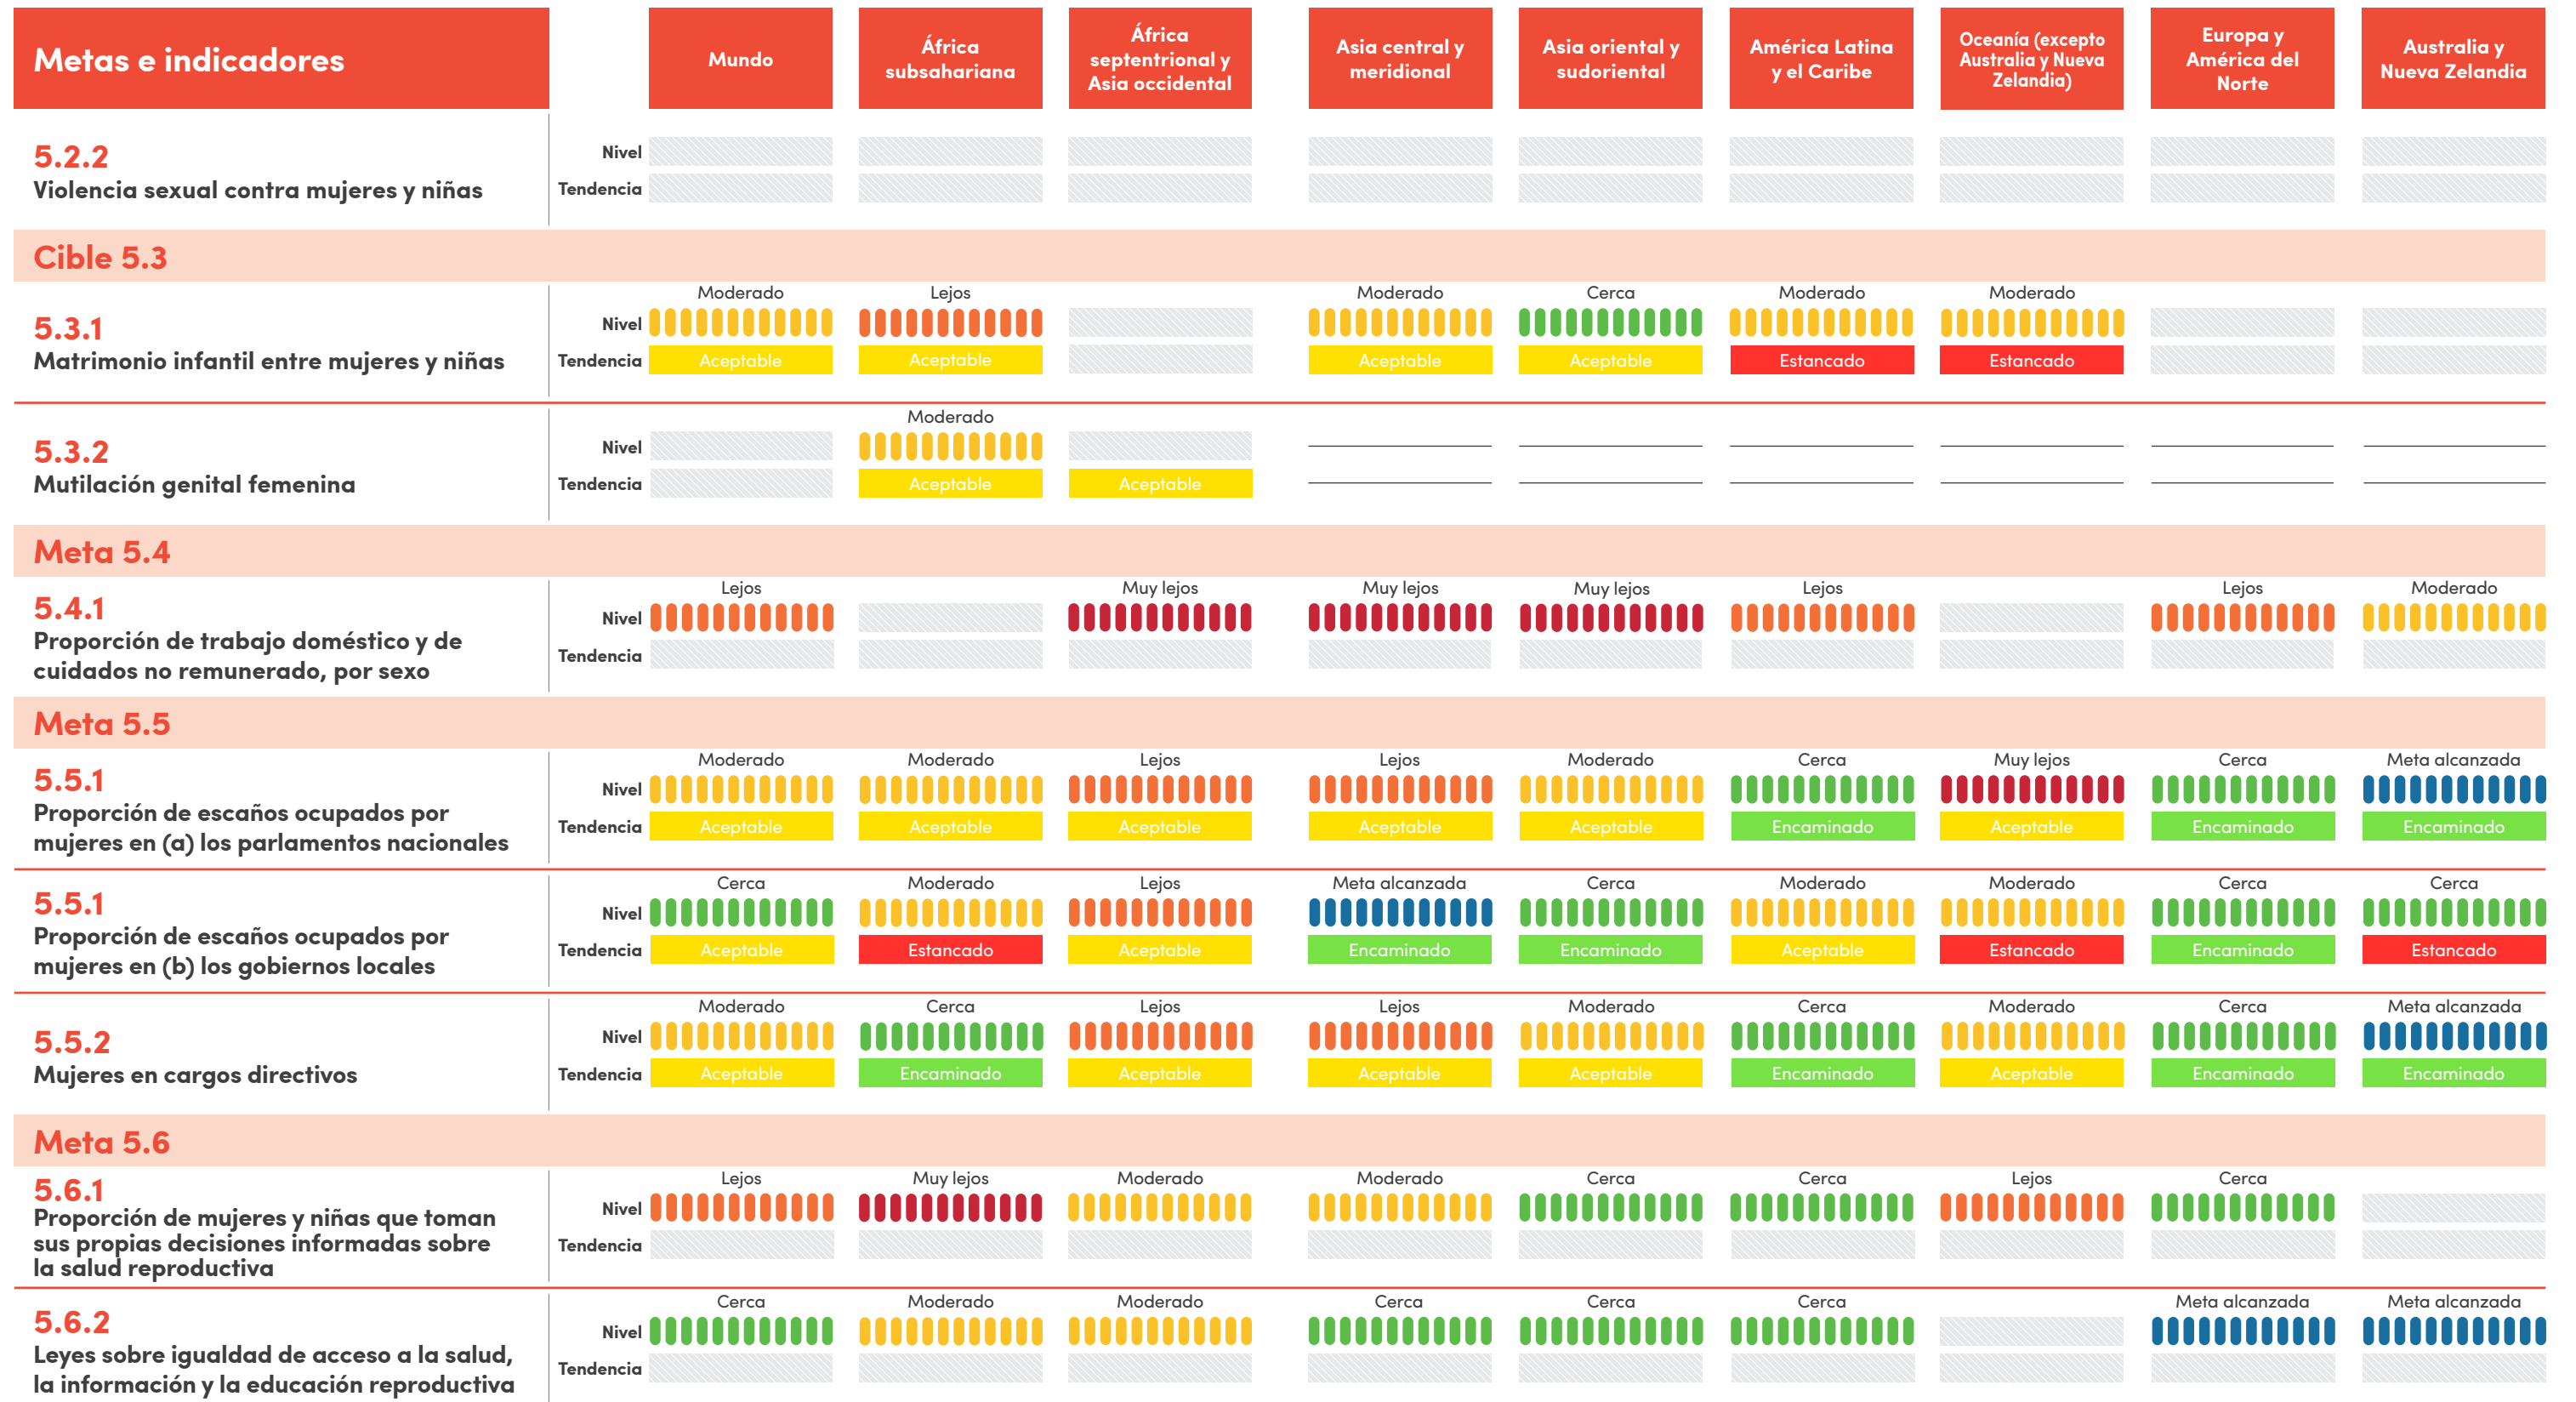 Metas e indicadores
Mundo
África
subsahariana
África
septentrional y
Asia occidental
Asia central y
meridional
Asia oriental y
sudoriental
América Latina
y el Caribe
Oceanía (excepto
Australia y Nueva
Zelandia)
Europa y
América del
Norte
Australia y
Nueva Zelandia
5.2.2
Violencia sexual contra mujeres y niñas
Nivel
Tendencia
Cible 5.3
5.3.1
Matrimonio infantil entre mujeres y niñas
Moderado Lejos Moderado Cerca Moderado Moderado
Nivel
Tendencia Aceptable Aceptable Aceptable Aceptable Estancado Estancado
5.3.2
Mutilación genital femenina
Moderado
Nivel
Tendencia Aceptable Aceptable
Meta 5.4
5.4.1
Proporción de trabajo doméstico y de
cuidados no remunerado, por sexo
Lejos Muy lejos Muy lejos Muy lejos Lejos Lejos Moderado
Nivel
Tendencia
Meta 5.5
5.5.1
Proporción de escaños ocupados por
mujeres en (a) los parlamentos nacionales
Moderado Moderado Lejos Lejos Moderado Cerca Muy lejos Cerca Meta alcanzada
Nivel
Tendencia Aceptable Aceptable Aceptable Aceptable Aceptable Encaminado Aceptable Encaminado Encaminado
5.5.1
Proporción de escaños ocupados por
mujeres en (b) los gobiernos locales
Cerca Moderado Lejos Meta alcanzada Cerca Moderado Moderado Cerca Cerca
Nivel
Tendencia Aceptable Estancado Aceptable Encaminado Encaminado Aceptable Estancado Encaminado Estancado
5.5.2
Mujeres en cargos directivos
Moderado Cerca Lejos Lejos Moderado Cerca Moderado Cerca Meta alcanzada
Nivel
Tendencia Aceptable Encaminado Aceptable Aceptable Aceptable Encaminado Aceptable Encaminado Encaminado
Meta 5.6
5.6.1
Proporción de mujeres y niñas que toman
sus propias decisiones informadas sobre
la salud reproductiva
Lejos Muy lejos Moderado Moderado Cerca Cerca Lejos Cerca
Nivel
Tendencia
5.6.2
Leyes sobre igualdad de acceso a la salud,
la información y la educación reproductiva
Cerca Moderado Moderado Cerca Cerca Cerca Meta alcanzada Meta alcanzada
Nivel
Tendencia